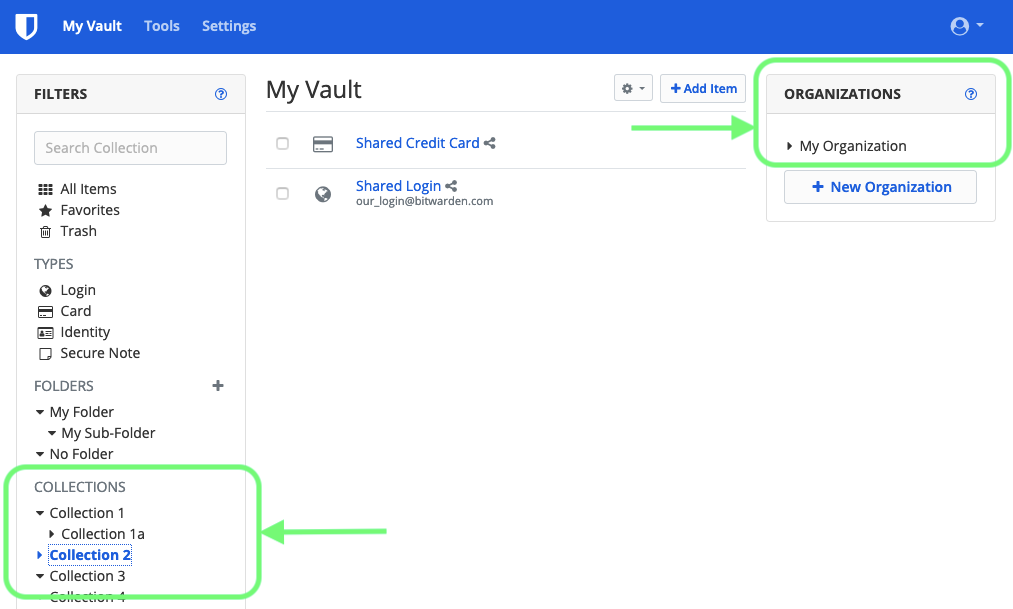 My Vault Tools Settings
FILTERS
Search Collection
All Items
Favorites
Trash
TYPES
Login
Card
Identity
Secure Note
FOLDERS
My Folder
My Sub-Folder
No Folder
COLLECTIONS
Collection 1
Collection 1a
Collection 2
Collection 3
Collection 4
My Vault
Add Item
Shared Credit Card
Shared Login
our_login@bitwarden.com
ORGANIZATIONS
My Organization
New Organization